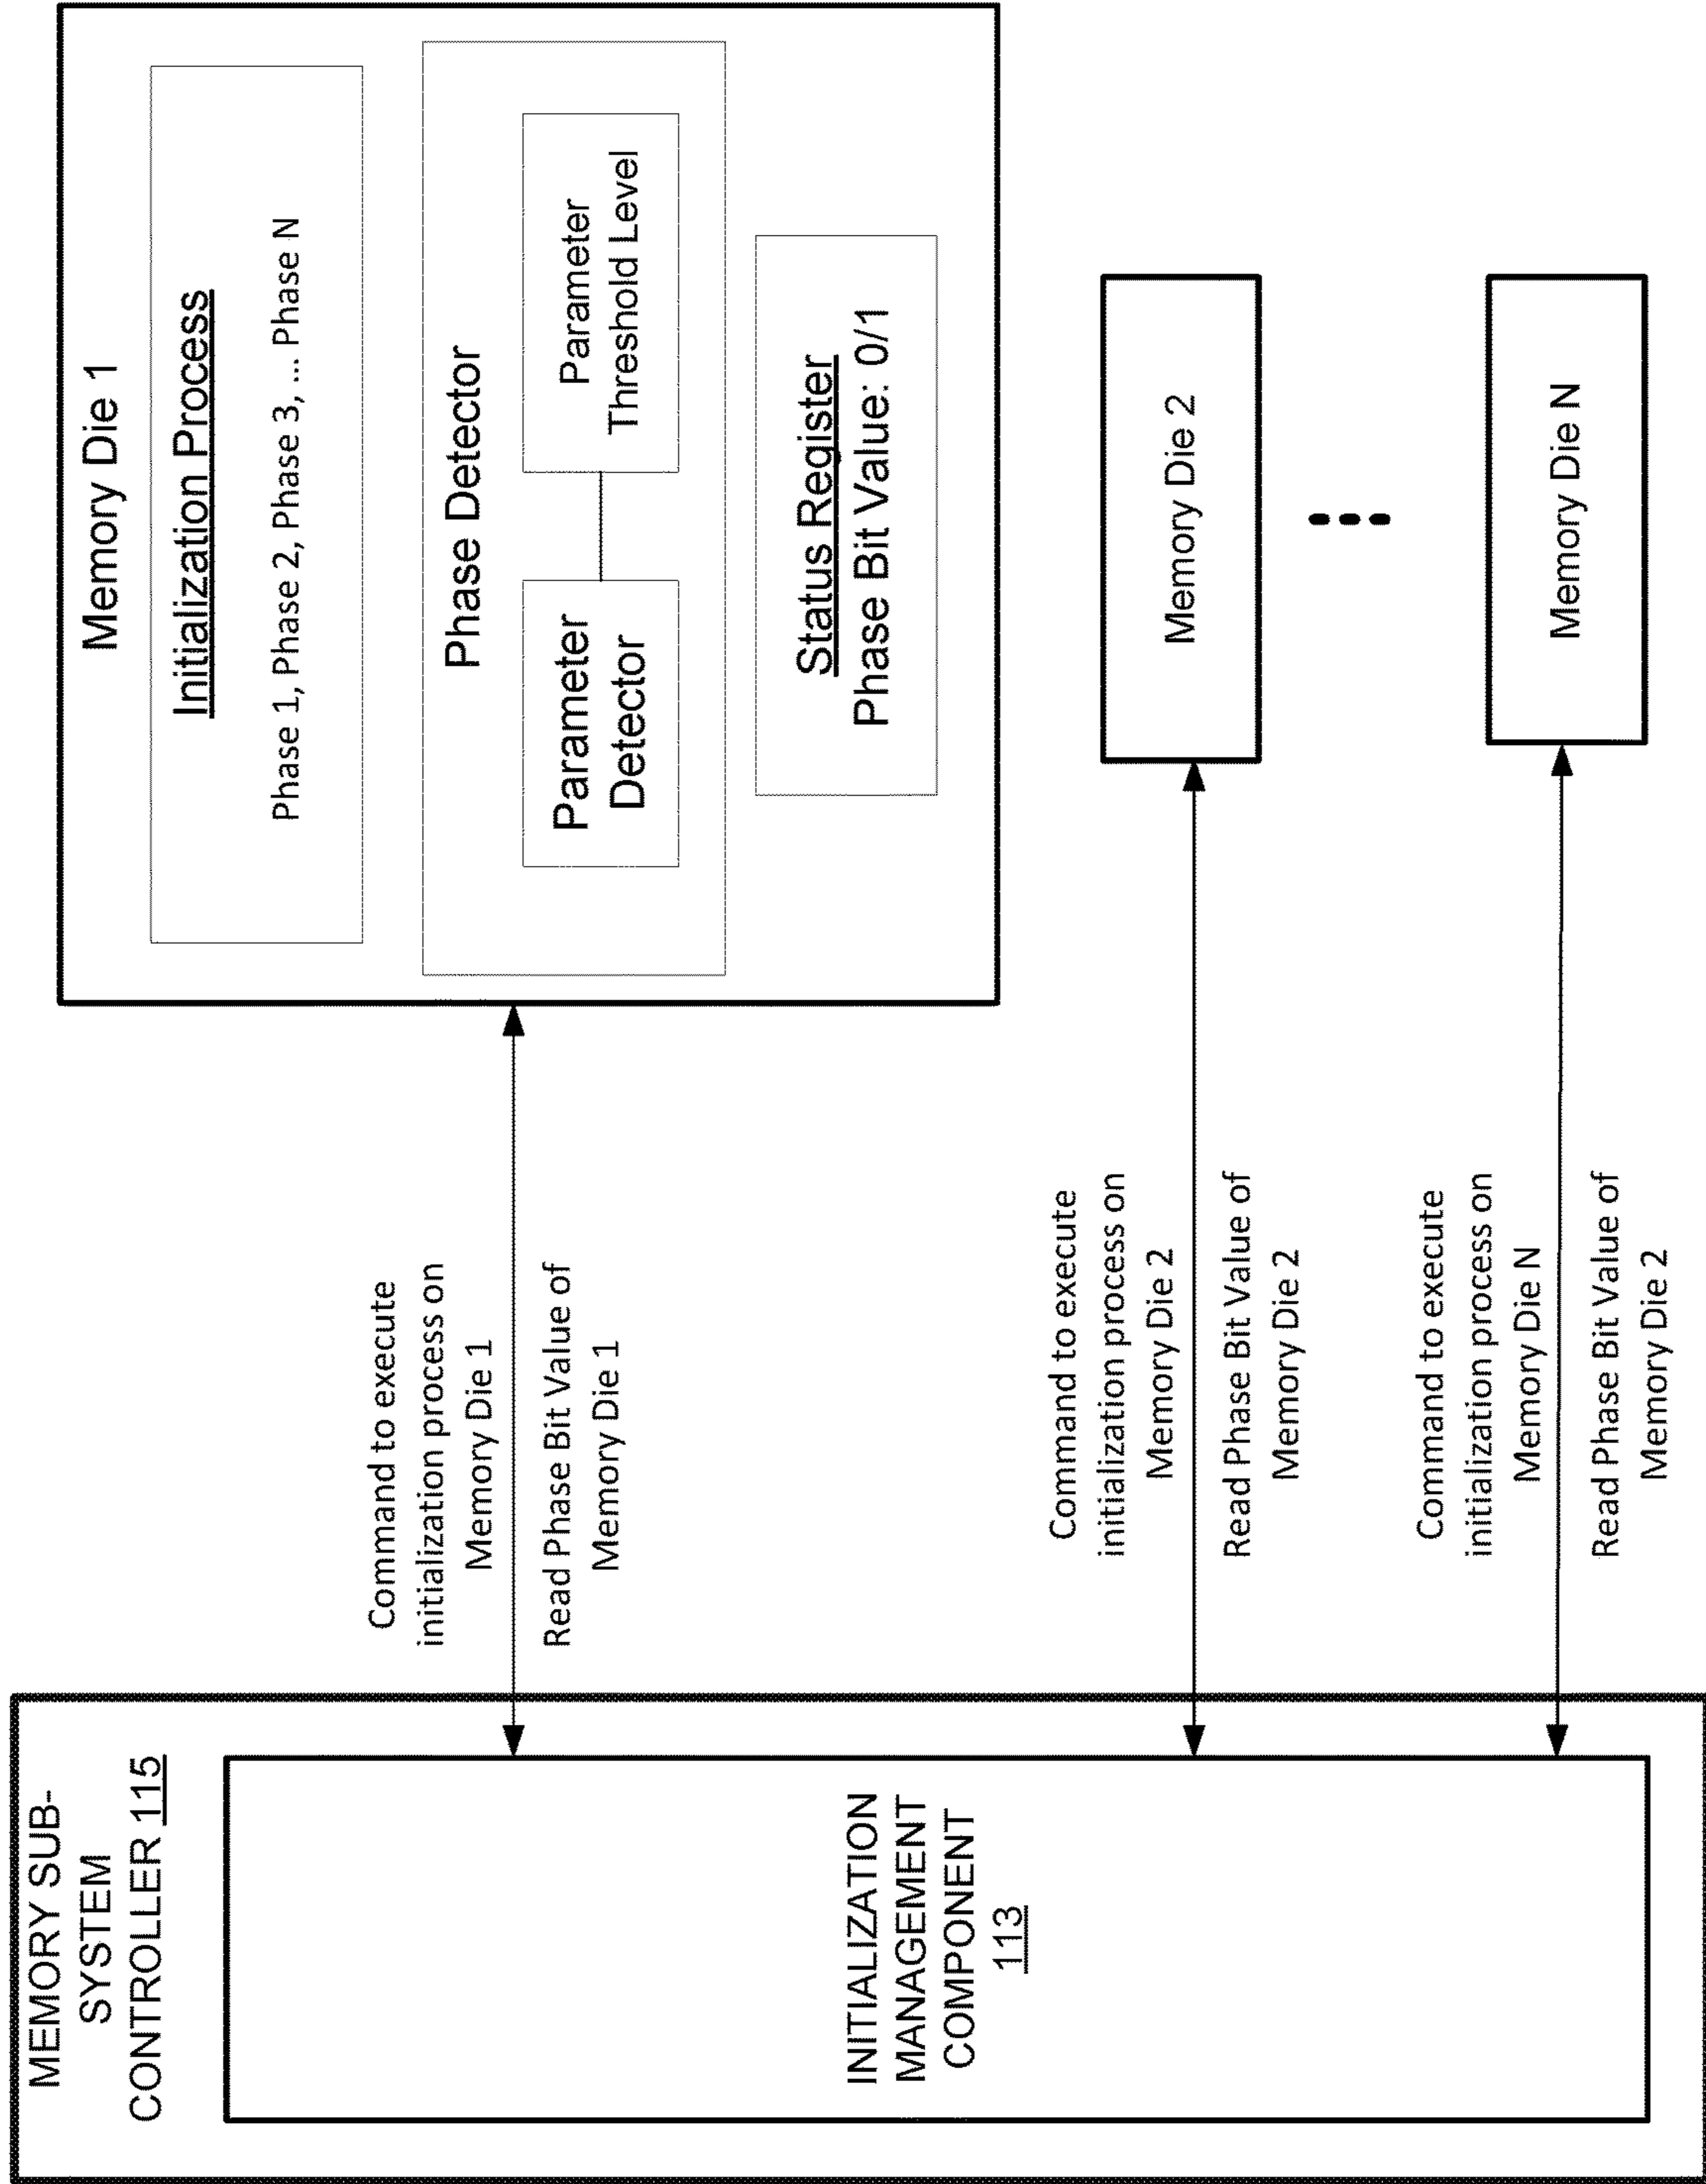 MEMORY SUB-
SYSTEM
CONTROLLER 115
INITIALIZATION
MANAGEMENT
COMPONENT
113
Command to execute
initialization process on
Memory Die 1
Read Phase Bit Value of
Memory Die 1
Memory Die 1
Initialization Process
Phase 1, Phase 2, Phase 3, ... Phase N
Phase Detector
Parameter
Detector
Parameter
Threshold Level
Status Register
Phase Bit Value: 0/1
Command to execute
initialization process on
Memory Die 2
Read Phase Bit Value of
Memory Die 2
Memory Die 2
Command to execute
initialization process on
Memory Die N
Read Phase Bit Value of
Memory Die 2
Memory Die N